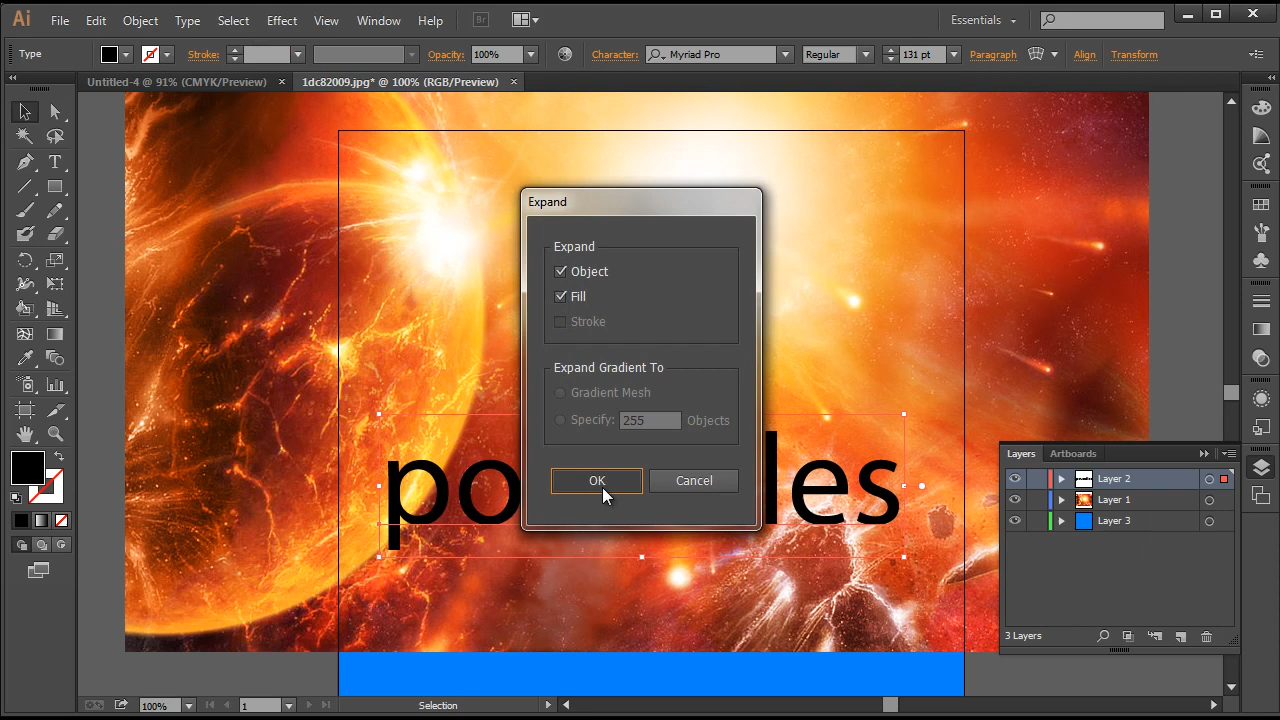 Ai File Edit Object Type Select Effect View Window Help Br Essentials
Type Stroke: Opacity: 100% Character: Myriad Pro Regular 131 pt Paragraph Align Transform
Untitled-4 @ 91% (CMYK/Preview) × 1dc82009.jpg* @ 100% (RGB/Preview) ×
T
Expand
Expand
Object
Fill
Stroke
Expand Gradient To
Gradient Mesh
Specify: 255 Objects
OK Cancel
po les
Layers Artboards
Layer 2
Layer 1
Layer 3
3 Layers
100% 1 Selection